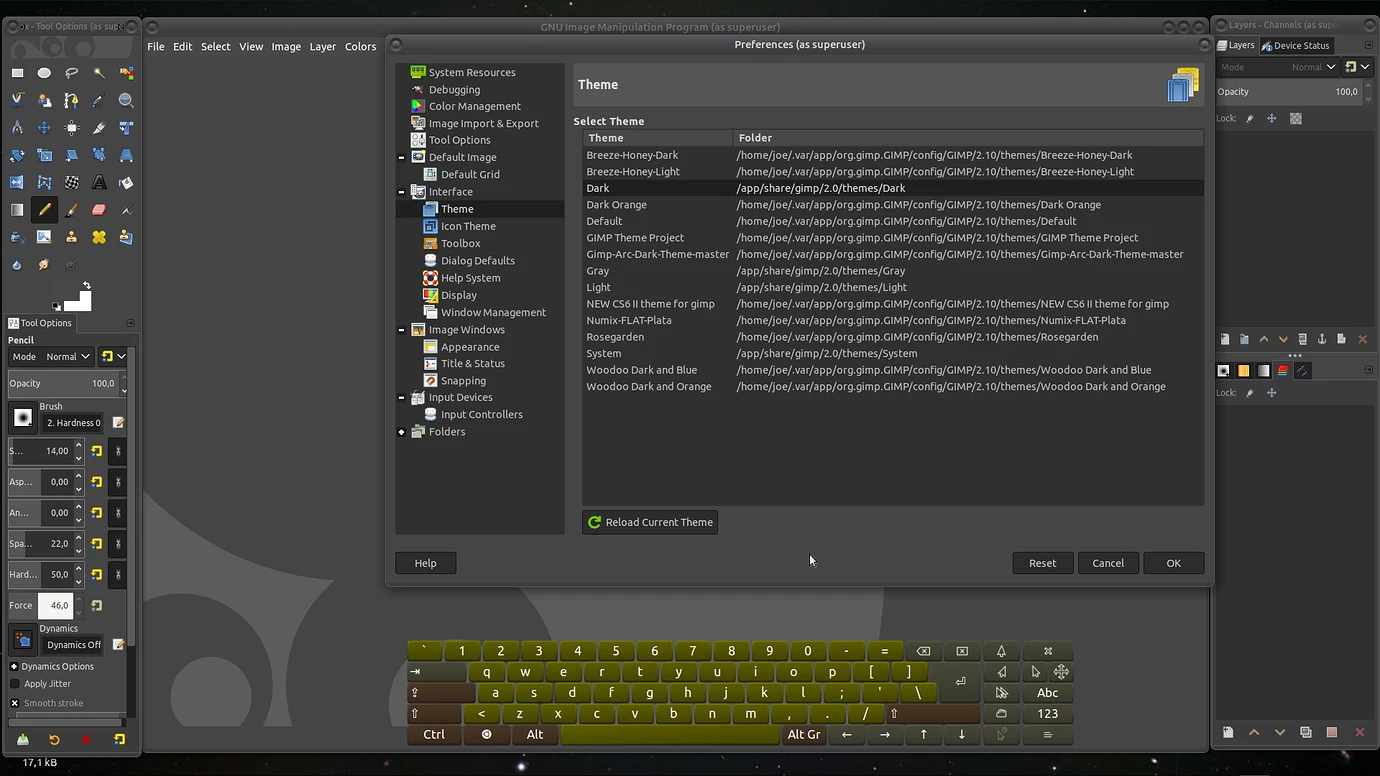 Tool Options (as sup
GNU Image Manipulation Program (as superuser)
Layers - Channels (as sup
File Edit Select View Image Layer Colors
Preferences (as superuser)
Layers
Device Status
Mode Normal
Opacity 100,0
Lock:
Lock:
System Resources
Debugging
Color Management
Image Import & Export
Tool Options
Default Image
Default Grid
Interface
Theme
Icon Theme
Toolbox
Dialog Defaults
Help System
Display
Window Management
Image Windows
Appearance
Title & Status
Snapping
Input Devices
Input Controllers
Folders
Theme
Select Theme
Theme Folder
Breeze-Honey-Dark /home/joe/.var/app/org.gimp.GIMP/config/GIMP/2.10/themes/Breeze-Honey-Dark
Breeze-Honey-Light /home/joe/.var/app/org.gimp.GIMP/config/GIMP/2.10/themes/Breeze-Honey-Light
Dark /app/share/gimp/2.0/themes/Dark
Dark Orange /home/joe/.var/app/org.gimp.GIMP/config/GIMP/2.10/themes/Dark Orange
Default /home/joe/.var/app/org.gimp.GIMP/config/GIMP/2.10/themes/Default
GIMP Theme Project /home/joe/.var/app/org.gimp.GIMP/config/GIMP/2.10/themes/GIMP Theme Project
Gimp-Arc-Dark-Theme-master /home/joe/.var/app/org.gimp.GIMP/config/GIMP/2.10/themes/Gimp-Arc-Dark-Theme-master
Gray /app/share/gimp/2.0/themes/Gray
Light /app/share/gimp/2.0/themes/Light
NEW CS6 II theme for gimp /home/joe/.var/app/org.gimp.GIMP/config/GIMP/2.10/themes/NEW CS6 II theme for gimp
Numix-FLAT-Plata /home/joe/.var/app/org.gimp.GIMP/config/GIMP/2.10/themes/Numix-FLAT-Plata
Rosegarden /home/joe/.var/app/org.gimp.GIMP/config/GIMP/2.10/themes/Rosegarden
System /app/share/gimp/2.0/themes/System
Woodoo Dark and Blue /home/joe/.var/app/org.gimp.GIMP/config/GIMP/2.10/themes/Woodoo Dark and Blue
Woodoo Dark and Orange /home/joe/.var/app/org.gimp.GIMP/config/GIMP/2.10/themes/Woodoo Dark and Orange
Reload Current Theme
Help Reset Cancel OK
Tool Options
Pencil
Mode Normal
Opacity 100,0
Brush
2. Hardness 0
S... 14,00
Asp... 0,00
An... 0,00
Spa... 22,0
Hard... 50,0
Force 46,0
Dynamics
Dynamics Off
Dynamics Options
Apply Jitter
Smooth stroke
17,1 kB
` 1 2 3 4 5 6 7 8 9 0 - =
q w e r t y u i o p [ ]
a s d f g h j k l ; ' \ Abc
< z x c v b n m , . / 123
Ctrl Alt Alt Gr